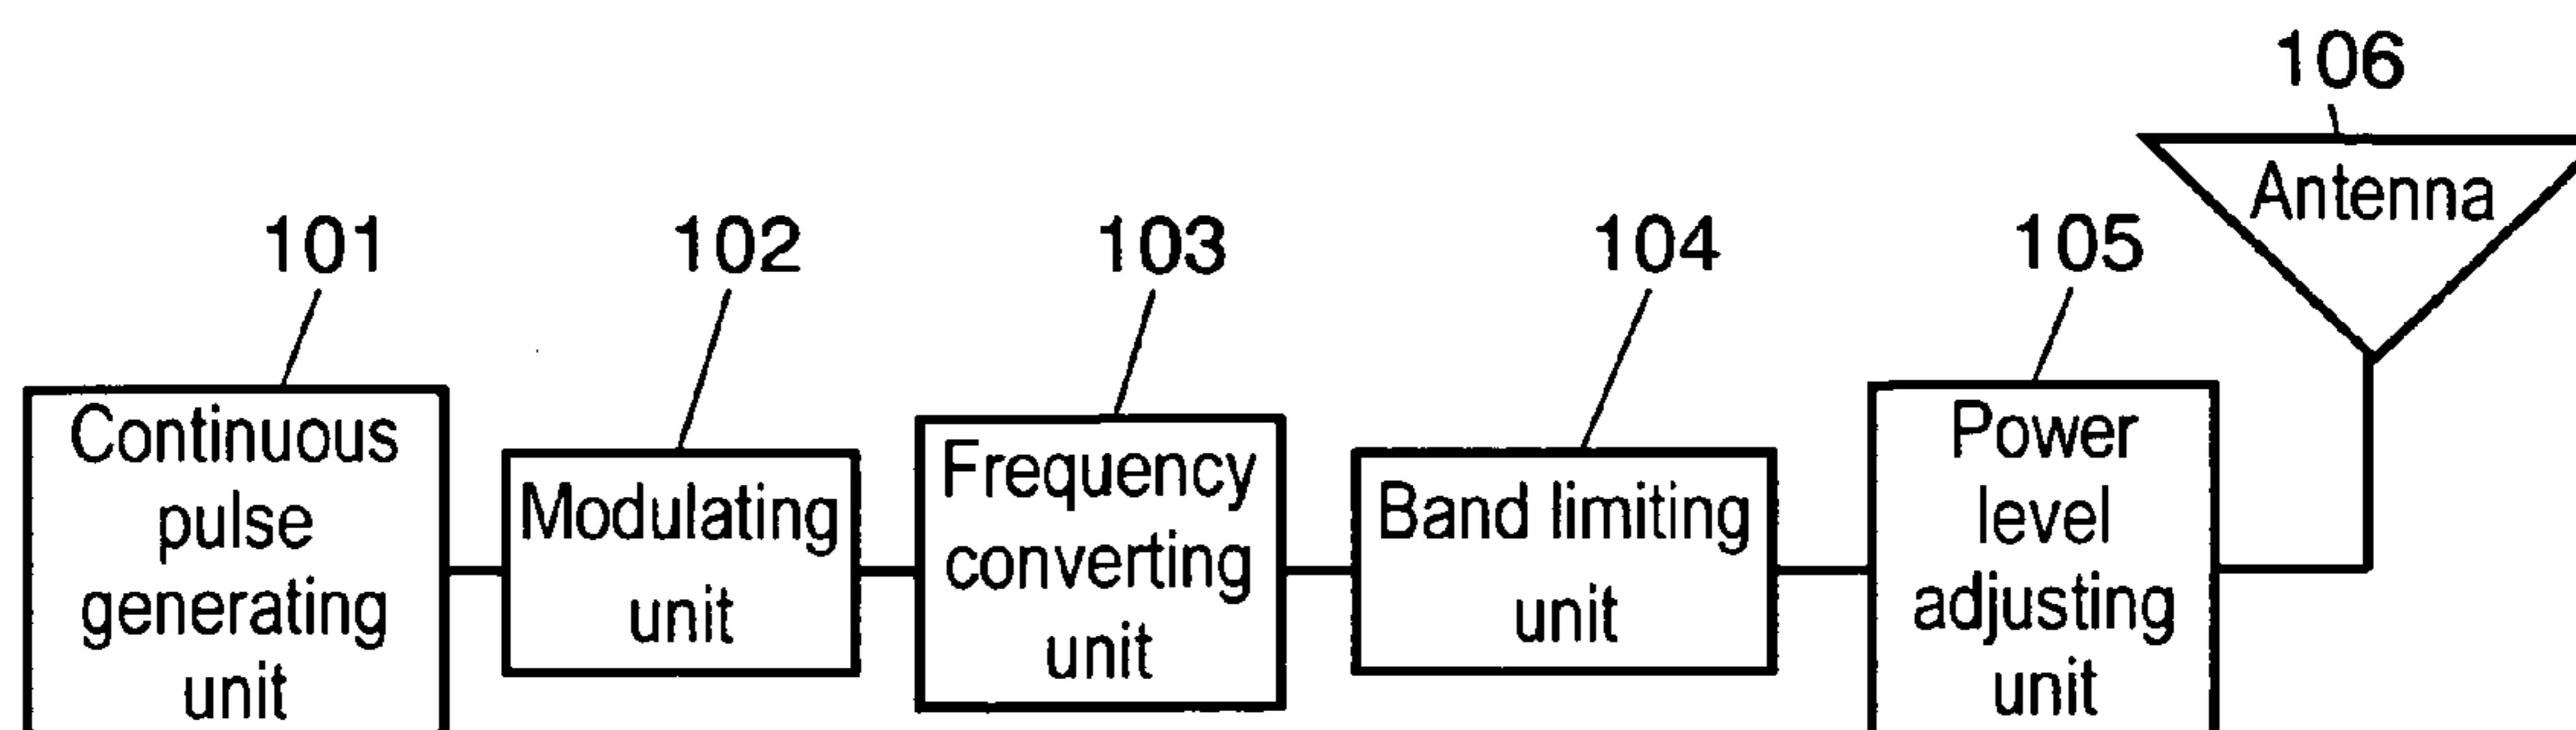 106
Antenna
101
102
103
104
105
Continuous
pulse
generating
unit
Modulating
unit
Frequency
converting
unit
Band limiting
unit
Power
level
adjusting
unit